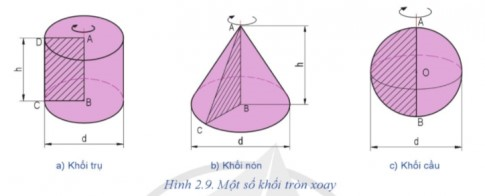 D
A
h
C
B
d
A
h
B
C
d
A
O
B
d
a) Khối trụ
b) Khối nón
c) Khối cầu
Hình 2.9. Một số khối tròn xoay